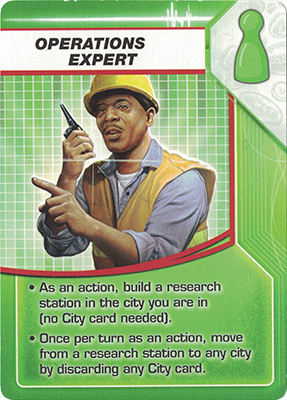 OPERATIONS
EXPERT
• As an action, build a research
station in the city you are in
(no City card needed).
• Once per turn as an action, move
from a research station to any city
by discarding any City card.